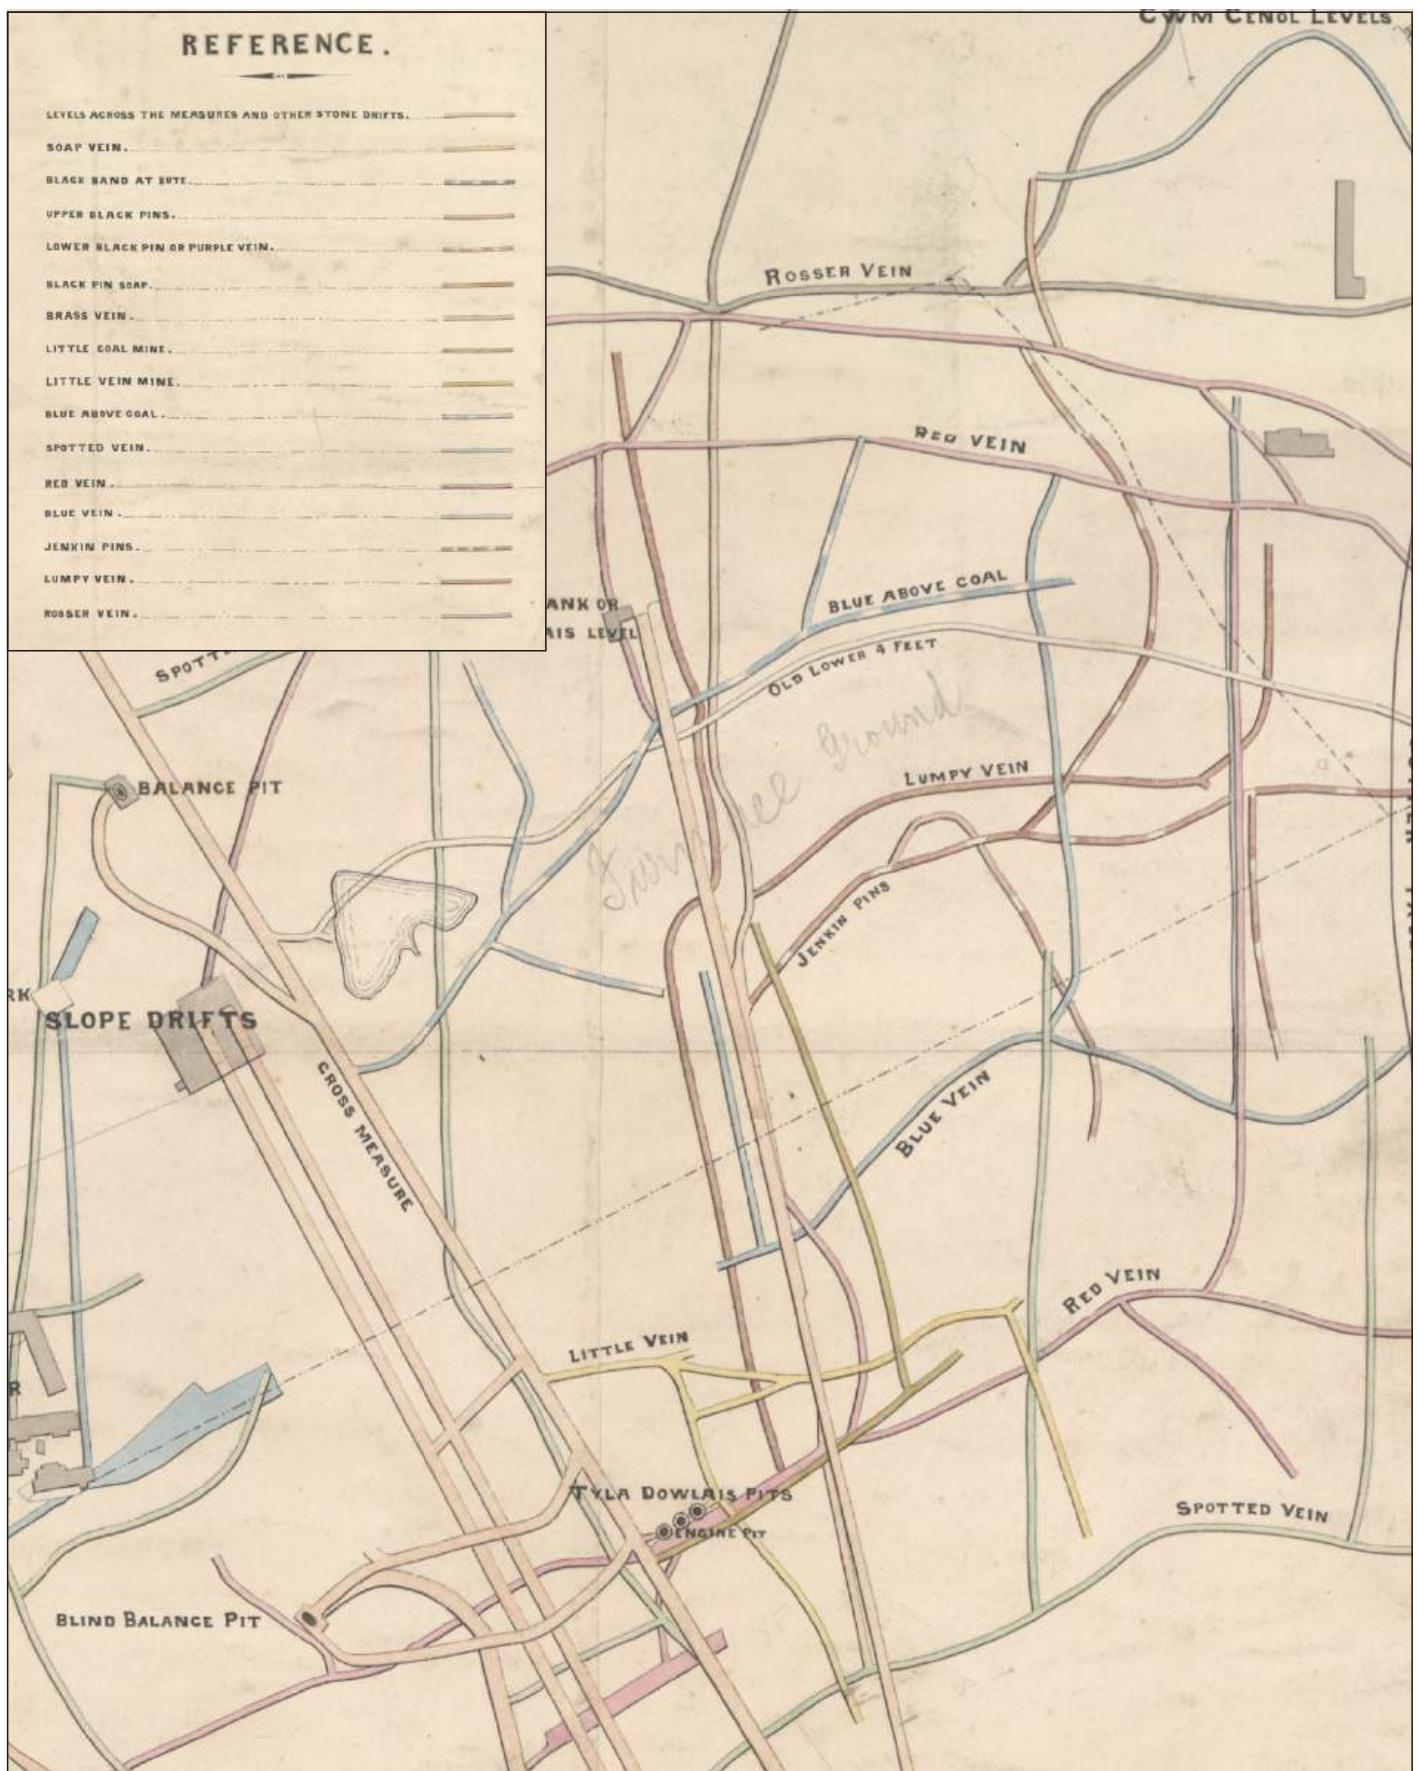 REFERENCE.
LEVELS ACROSS THE MEASURES AND OTHER STONE DRIFTS.
SOAP VEIN.
BLACK BAND AT BUTE.
UPPER BLACK PINS.
LOWER BLACK PIN OR PURPLE VEIN.
BLACK PIN SOAP.
BRASS VEIN.
LITTLE COAL MINE.
LITTLE VEIN MINE.
BLUE ABOVE COAL.
SPOTTED VEIN.
RED VEIN.
BLUE VEIN.
JENKIN PINS.
LUMPY VEIN.
ROSSER VEIN.
CWM CENOL LEVELS
ROSSER VEIN
RED VEIN
BLUE ABOVE COAL
ANK OR
AIS LEVEL
OLD LOWER 4 FEET
SPOTTE
Ground
LUMPY VEIN
BALANCE PIT
JENKIN PINS
RK
SLOPE DRIFTS
CROSS MEASURE
BLUE VEIN
RED VEIN
LITTLE VEIN
R
TYLA DOWLAIS PITS
ENGINE PIT
SPOTTED VEIN
BLIND BALANCE PIT